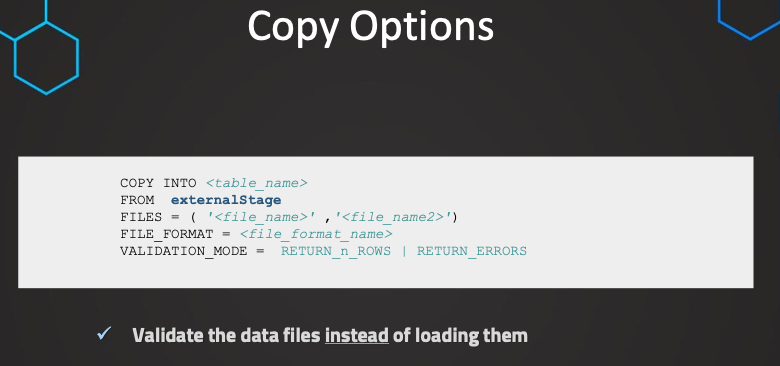 Copy Options
COPY INTO <table_name>
FROM externalStage
FILES = ( '<file_name>' ,'<file_name2>')
FILE_FORMAT = <file_format_name>
VALIDATION_MODE = RETURN_n_ROWS | RETURN_ERRORS
✓ Validate the data files instead of loading them